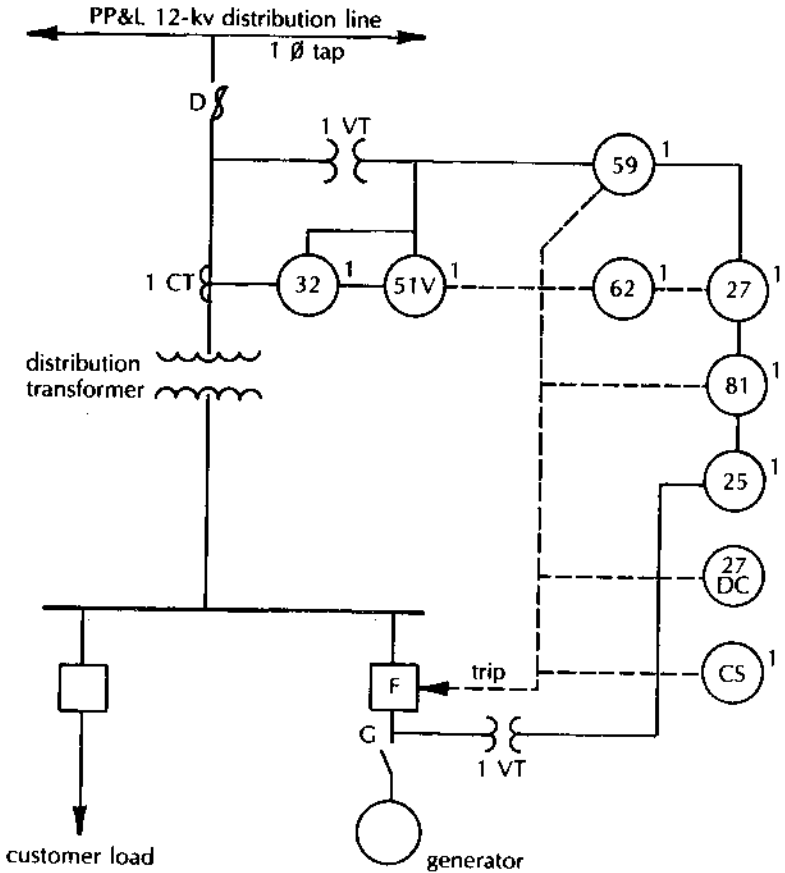 PP&L 12-kv distribution line
1 Ø tap
D
1 VT
59
1
1 CT
32
1
51V
1
62
1
27
1
distribution
transformer
81
1
25
1
27
DC
CS
1
F
trip
G
1 VT
customer load
generator